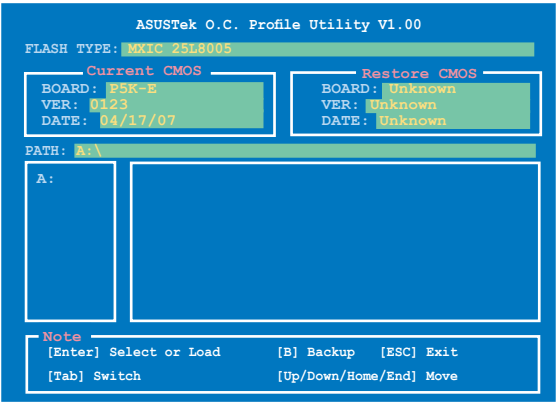 ASUSTek O.C. Profile Utility V1.00
FLASH TYPE: MXIC 25L8005
Current CMOS
BOARD: P5K-E
VER: 0123
DATE: 04/17/07
Restore CMOS
BOARD: Unknown
VER: Unknown
DATE: Unknown
PATH: A:\
A:
Note
[Enter] Select or Load [B] Backup [ESC] Exit
[Tab] Switch [Up/Down/Home/End] Move